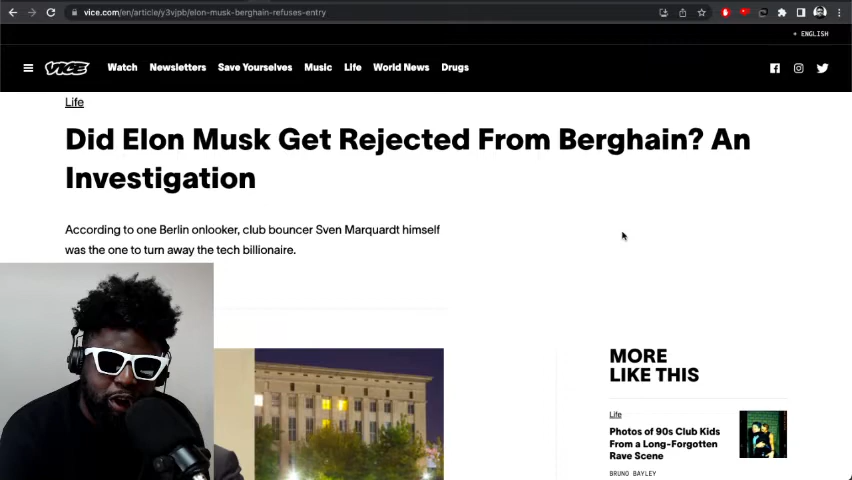 vice.com/en/article/y3vjpb/elon-musk-berghain-refuses-entry
+ ENGLISH
VICE Watch Newsletters Save Yourselves Music Life World News Drugs
Life
Did Elon Musk Get Rejected From Berghain? An
Investigation
According to one Berlin onlooker, club bouncer Sven Marquardt himself
was the one to turn away the tech billionaire.
MORE
LIKE THIS
Life
Photos of 90s Club Kids
From a Long-Forgotten
Rave Scene
BRUNO BAYLEY